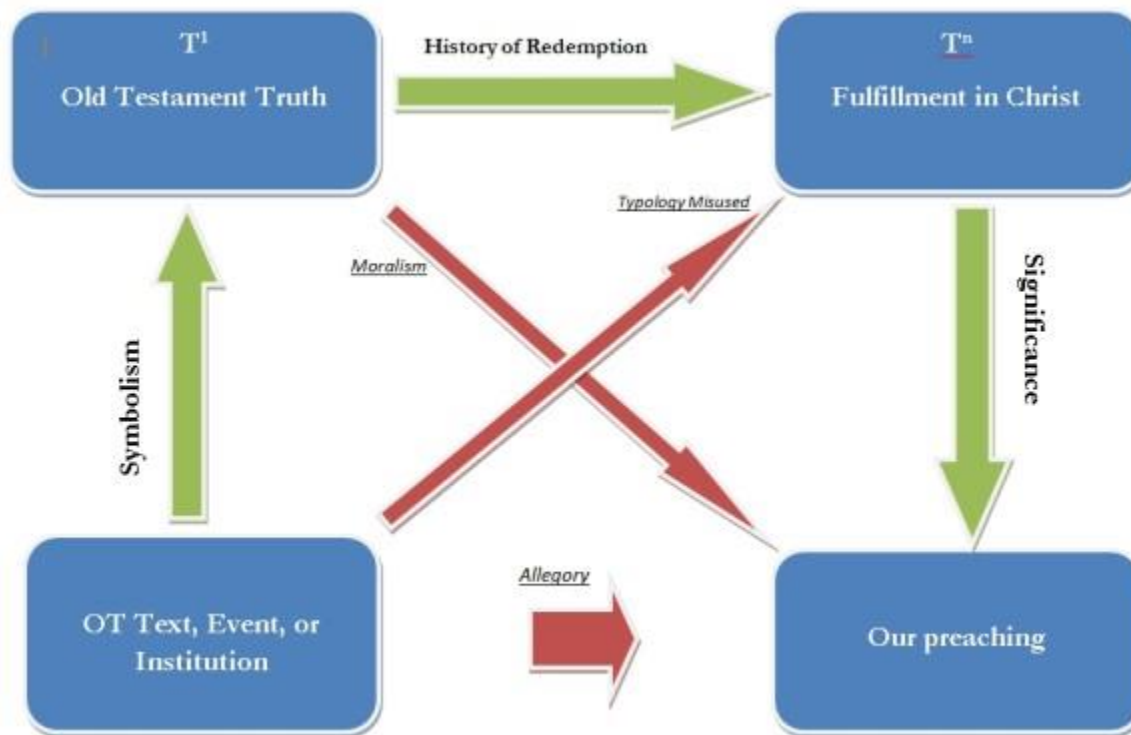 T¹
Old Testament Truth
History of Redemption
Tⁿ
Fulfillment in Christ
Typology Misused
Moralism
Symbolism
Significance
Allegory
OT Text, Event, or
Institution
Our preaching